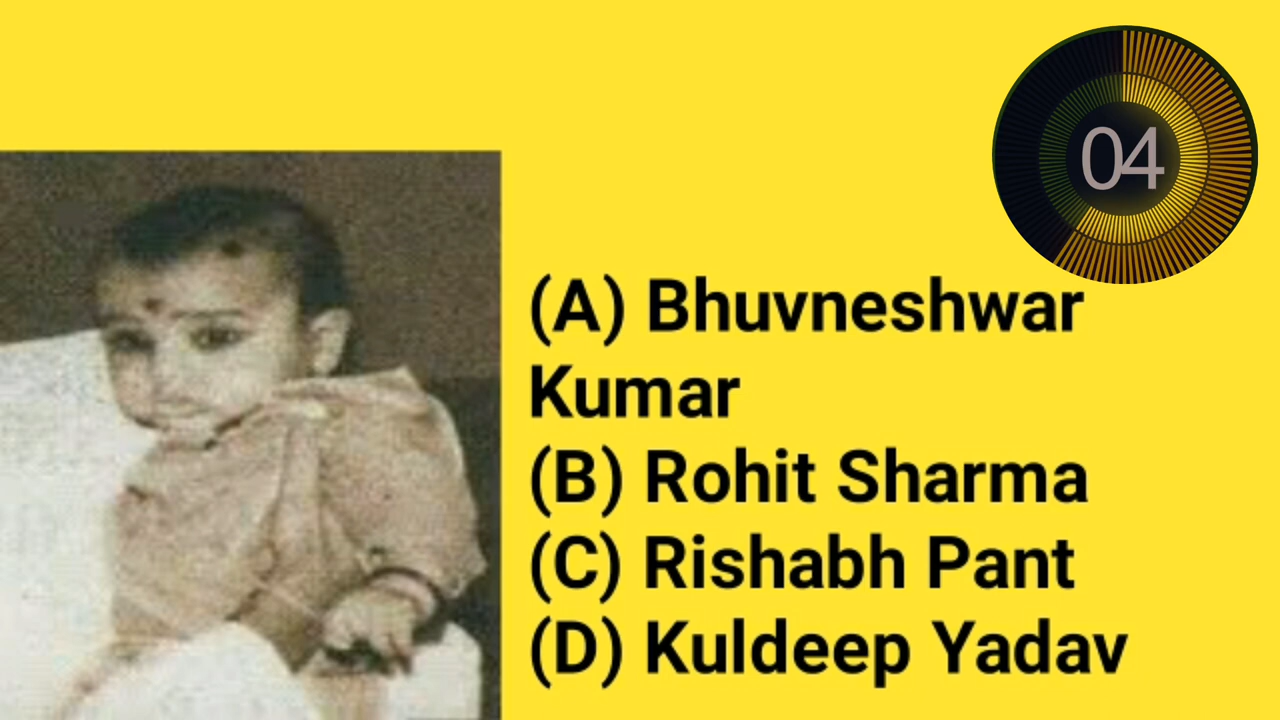 04
(A) Bhuvneshwar
Kumar
(B) Rohit Sharma
(C) Rishabh Pant
(D) Kuldeep Yadav